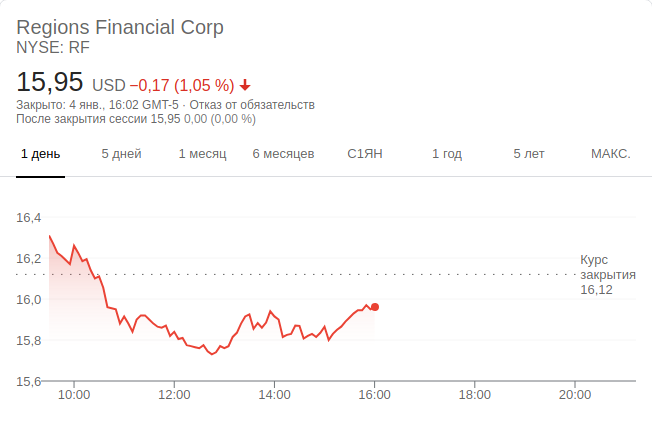 Regions Financial Corp
NYSE: RF
15,95 USD −0,17 (1,05 %)
Закрыто: 4 янв., 16:02 GMT-5 · Отказ от обязательств
После закрытия сессии 15,95 0,00 (0,00 %)
1 день 5 дней 1 месяц 6 месяцев С1ЯН 1 год 5 лет МАКС.
16,4
16,2
16,0
15,8
15,6
Курс
закрытия
16,12
10:00 12:00 14:00 16:00 18:00 20:00